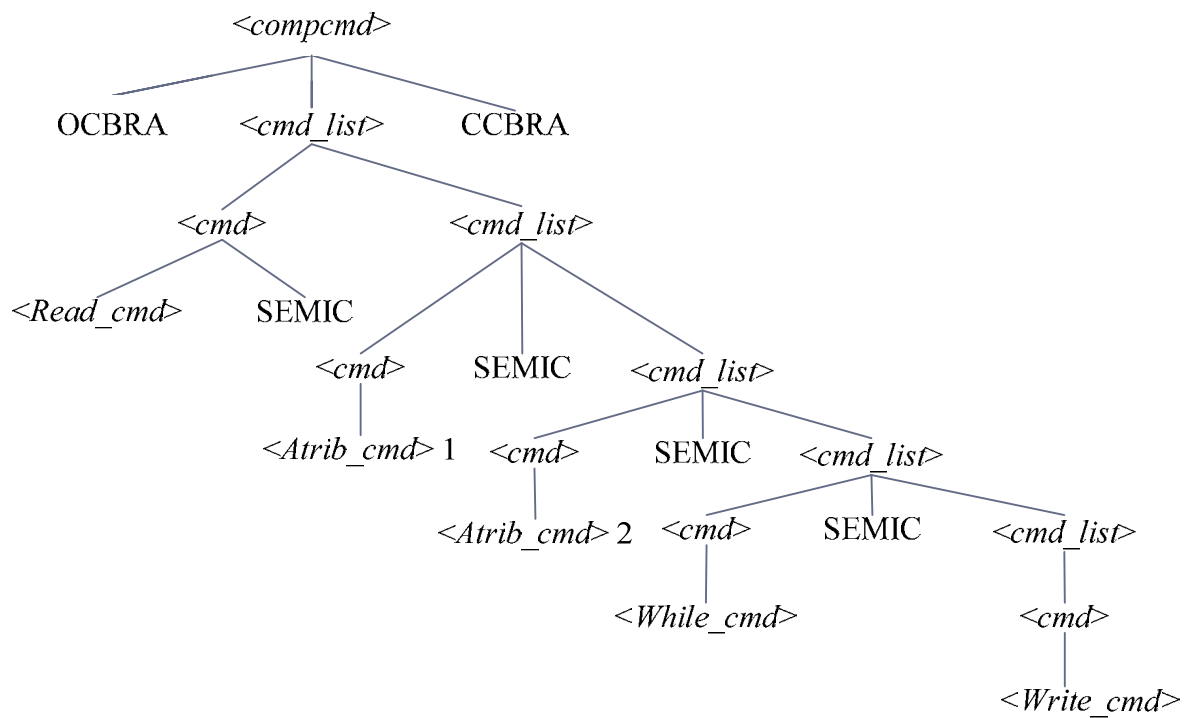 <compcmd>
OCBRA <cmd_list> CCBRA
<cmd> <cmd_list>
<Read_cmd> SEMIC
<cmd> SEMIC <cmd_list>
<Atrib_cmd> 1 <cmd> SEMIC <cmd_list>
<Atrib_cmd> 2 <cmd> SEMIC <cmd_list>
<While_cmd> <cmd>
<Write_cmd>